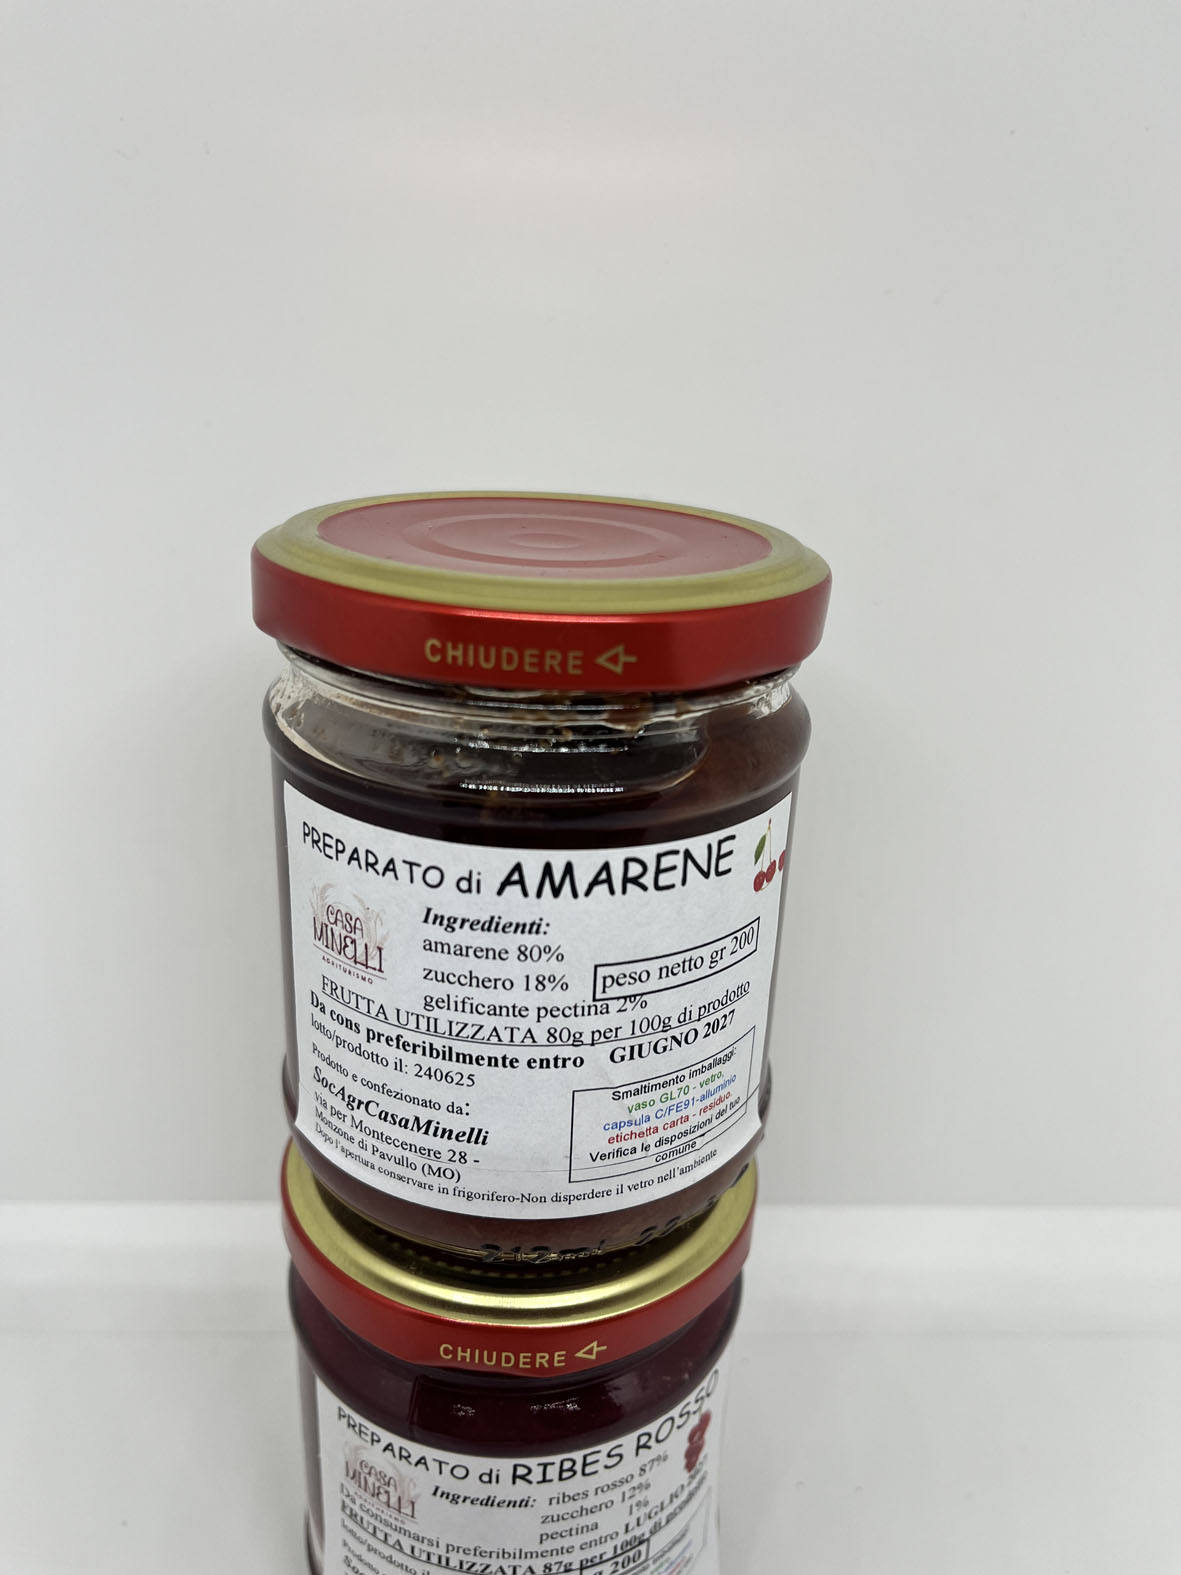 CHIUDERE
PREPARATO di AMARENE
CASA
MINELLI
AGRITURISMO
Ingredienti:
amarene 80%
zucchero 18%
peso netto gr 200
gelificante pectina 2%
FRUTTA UTILIZZATA 80g per 100g di prodotto
Da cons preferibilmente entro GIUGNO 2027
lotto/prodotto il: 240625
Prodotto e confezionato da:
SocAgrCasaMinelli
via per Montecenere 28 -
Monzone di Pavullo (MO)
Smaltimento imballaggi:
vaso GL70 - vetro,
capsula C/FE91-alluminio
etichetta carta - residuo.
Verifica le disposizioni del tuo
comune
Dopo l'apertura conservare in frigorifero-Non disperdere il vetro nell'ambiente
212ml
CHIUDERE
PREPARATO di RIBES ROSSO
CASA
MINELLI
Ingredienti: ribes rosso 87%
zucchero 12%
pectina 1%
Da consumarsi preferibilmente entro LUGLIO
FRUTTA UTILIZZATA 87g per 100g di prodotto
lotto/prodotto il
200